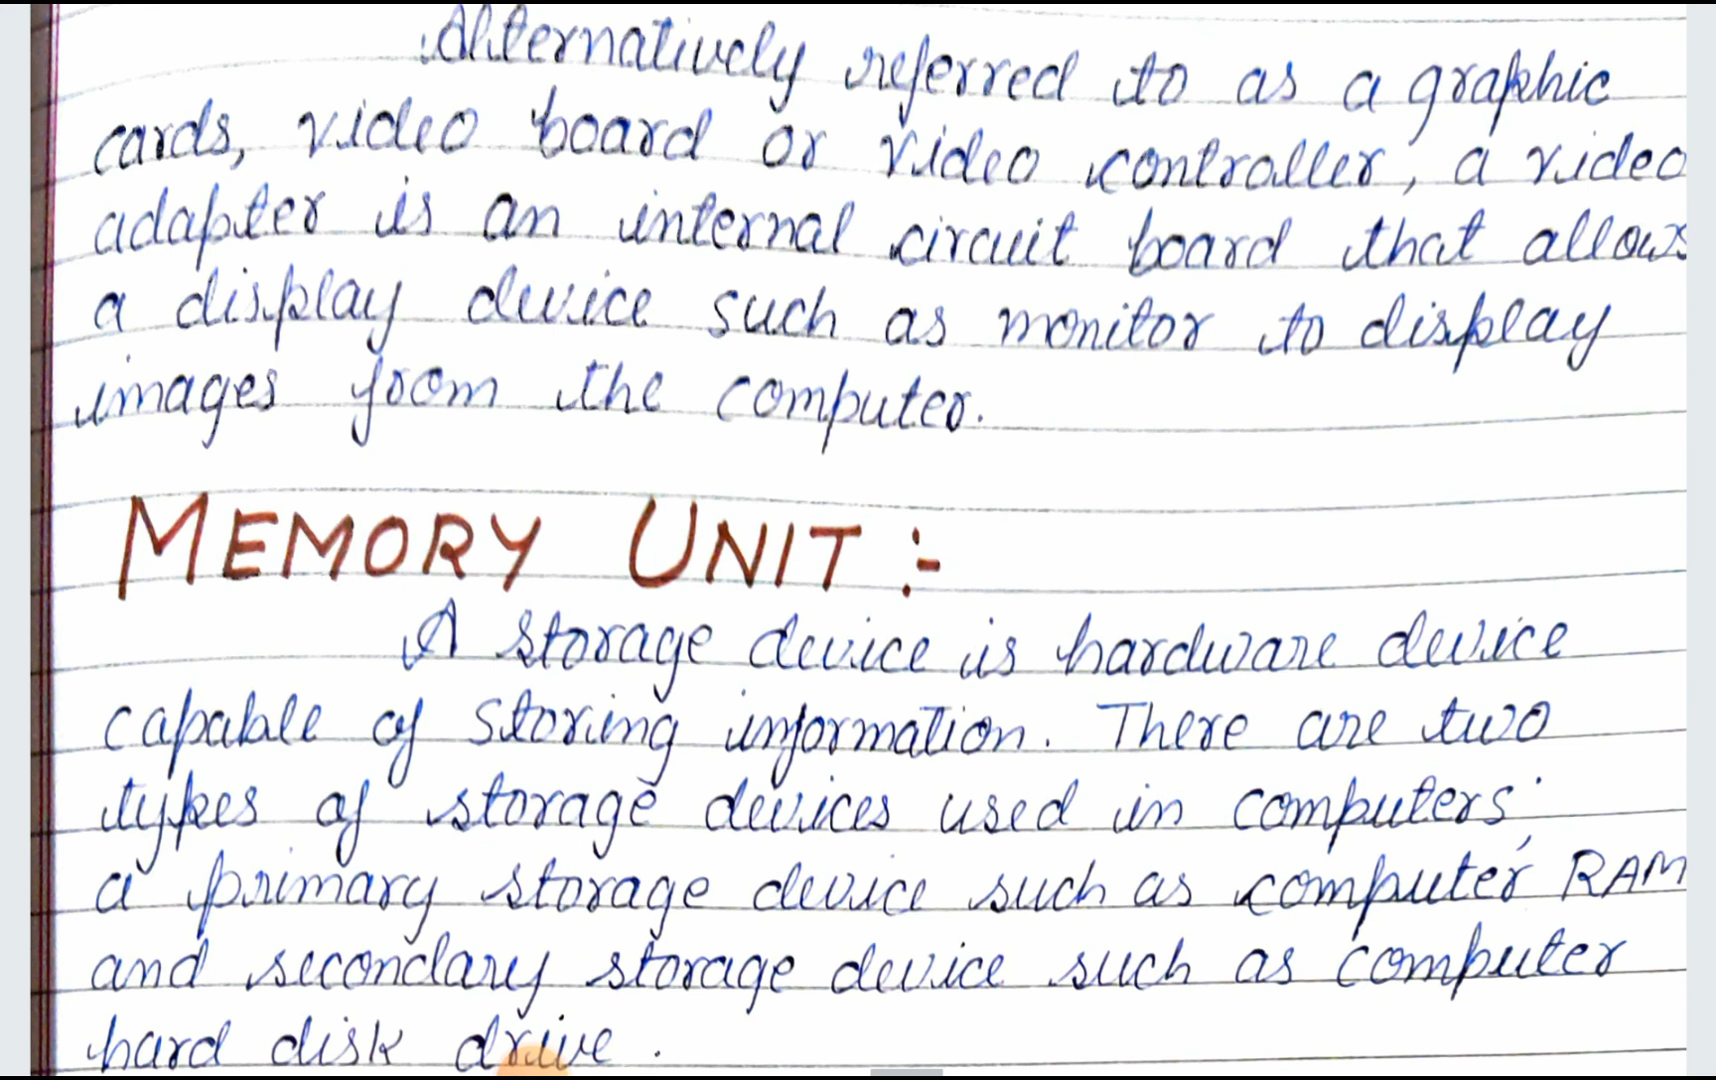 Alternatively referred to as a graphic
cards, video board or video controller, a video
adapter is an internal circuit board that allows
a display device such as monitor to display
images from the computer.
MEMORY UNIT :-
A storage device is hardware device
capable of storing information. There are two
types of storage devices used in computers;
a primary storage device such as computer RAM
and secondary storage device such as computer
hard disk drive.